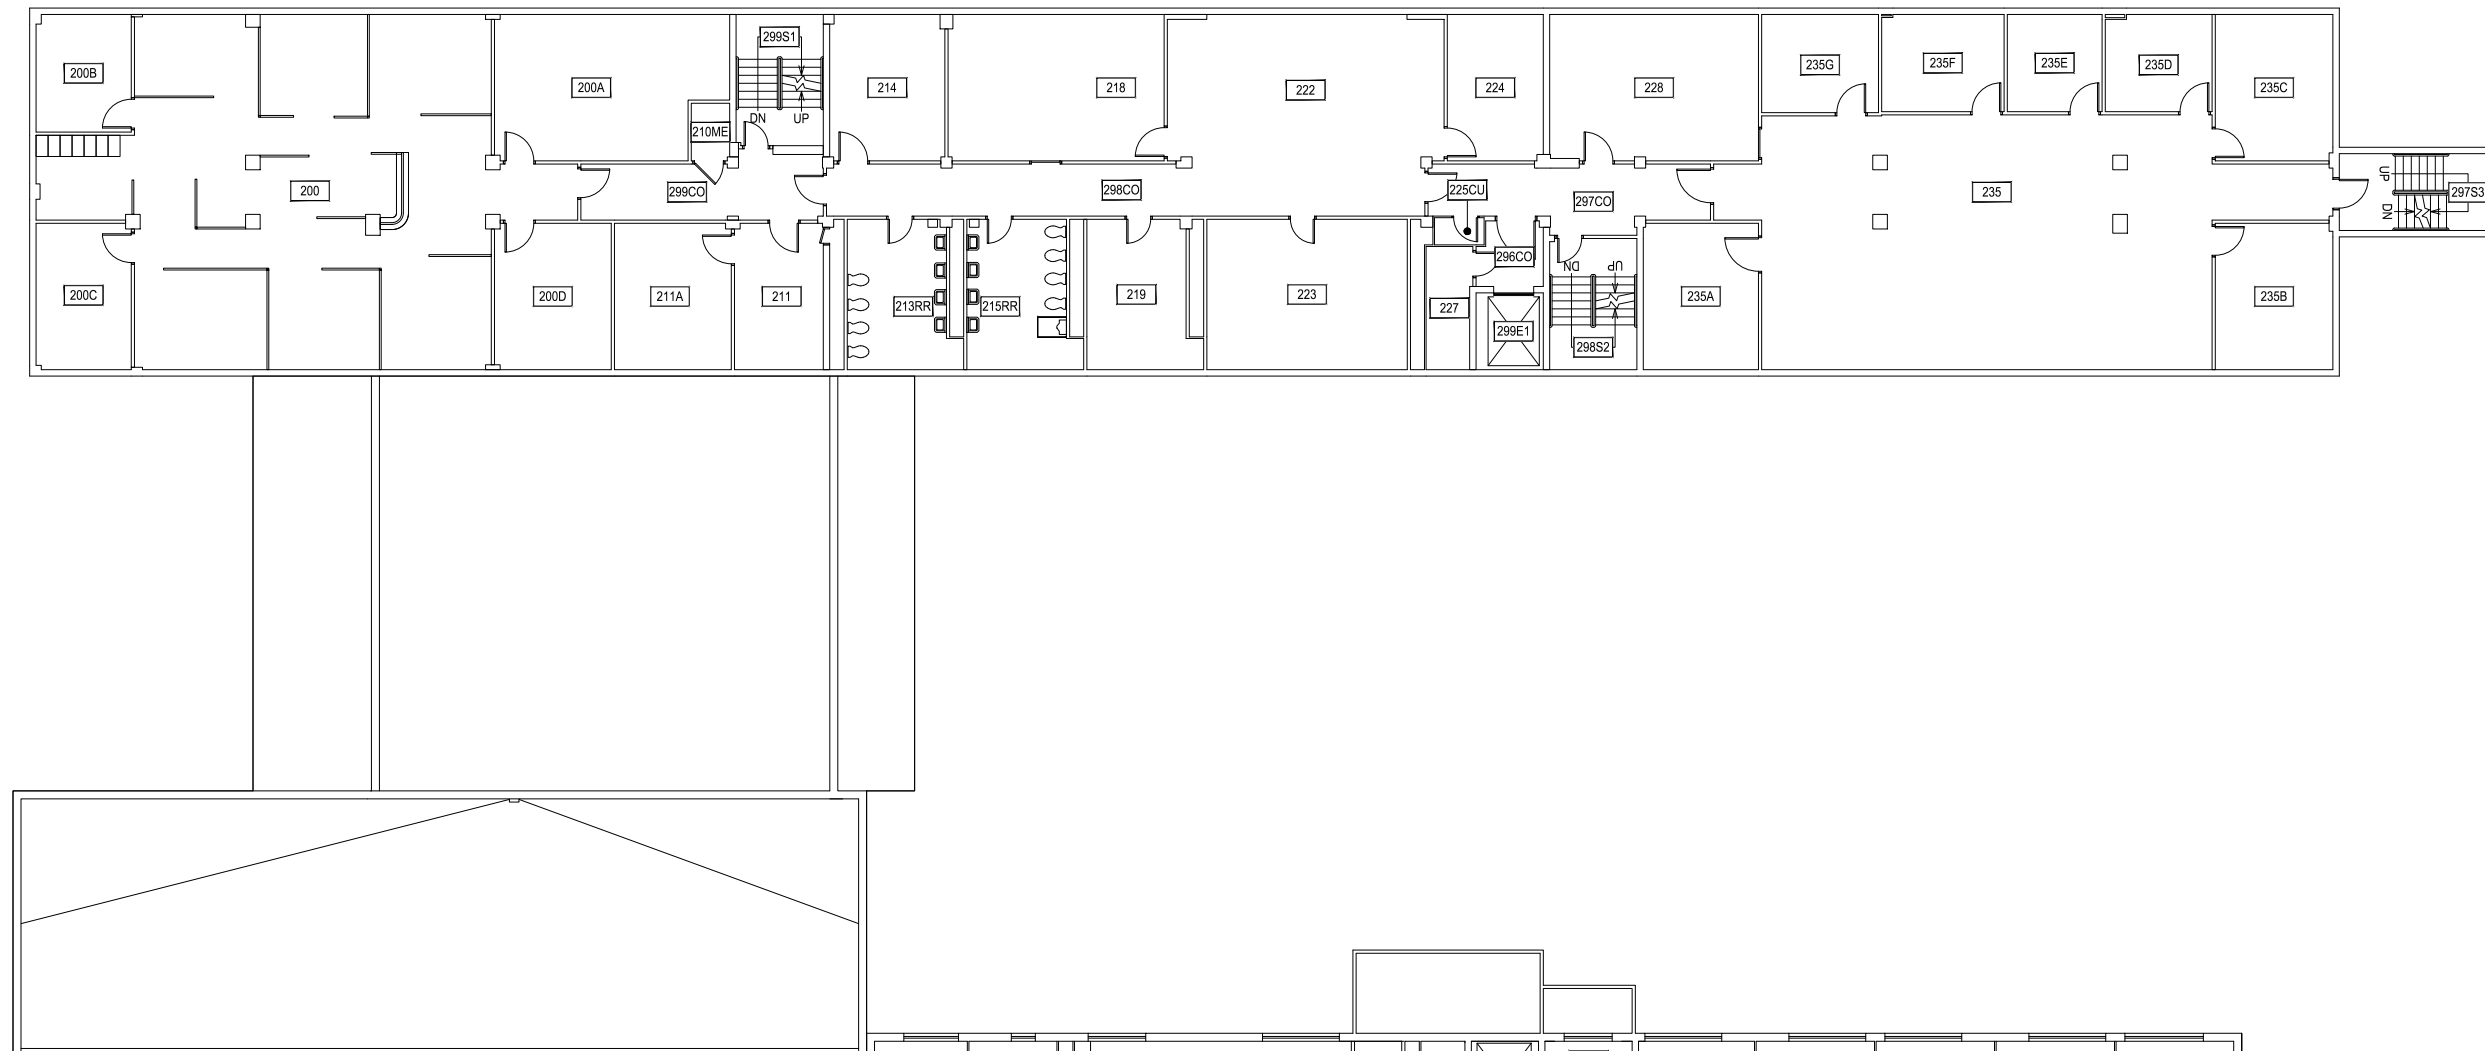 299S1
200B
200A
214
218
222
224
228
235G
235F
235E
235D
235C
DN
UP
210ME
200
299CO
298CO
225CU
297CO
235
UP
DN
297S3
296CO
DN
UP
200C
200D
211A
211
213RR
215RR
219
223
227
299E1
298S2
235A
235B